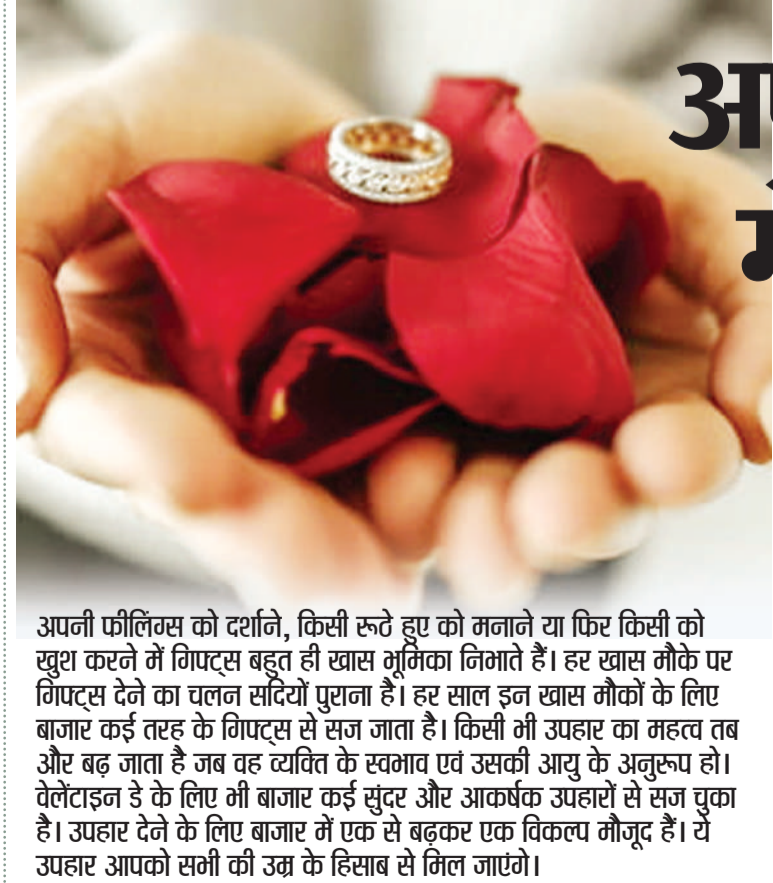 अपनी फीलिंग्स को दर्शाने, किसी रूठे हुए को मनाने या फिर किसी को
खुश करने में गिफ्ट्स बहुत ही खास भूमिका निभाते हैं। हर खास मौके पर
गिफ्ट्स देने का चलन सदियों पुराना है। हर साल इन खास मौकों के लिए
बाजार कई तरह के गिफ्ट्स से सज जाता है। किसी भी उपहार का महत्व तब
और बढ़ जाता है जब वह व्यक्ति के स्वभाव एवं उसकी आयु के अनुरूप हो।
वेलेंटाइन डे के लिए भी बाजार कई सुंदर और आकर्षक उपहारों से सज चुका
है। उपहार देने के लिए बाजार में एक से बढ़कर एक विकल्प मौजूद हैं। ये
उपहार आपको सभी की उम्र के हिसाब से मिल जाएंगे।